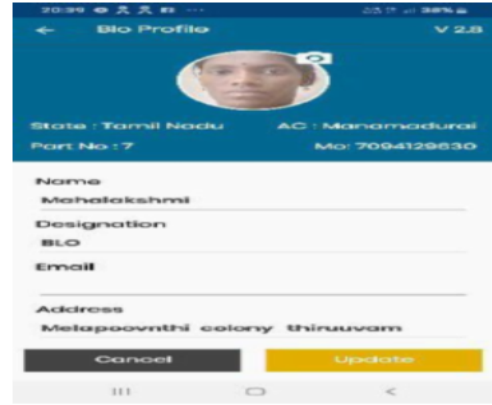 20:39
38%
Blo Profile V 2.8
State : Tamil Nadu AC : Manamadurai
Part No : 7 Mo: 7094129630
Name
Mahalakshmi
Designation
BLO
Email
Address
Melapoovnthi colony thiruuvam
Cancel Update